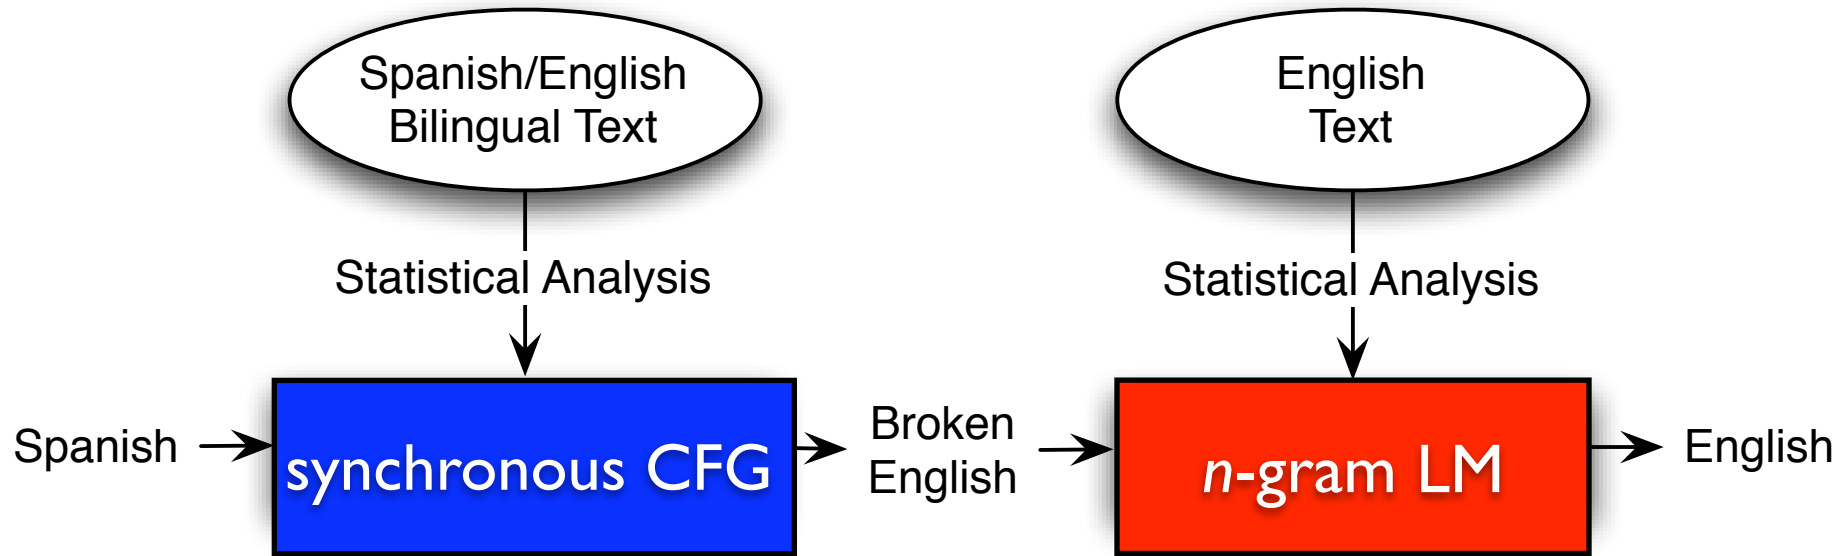 Spanish/English
Bilingual Text
English
Text
Statistical Analysis
Statistical Analysis
Spanish
synchronous CFG
Broken
English
n-gram LM
English